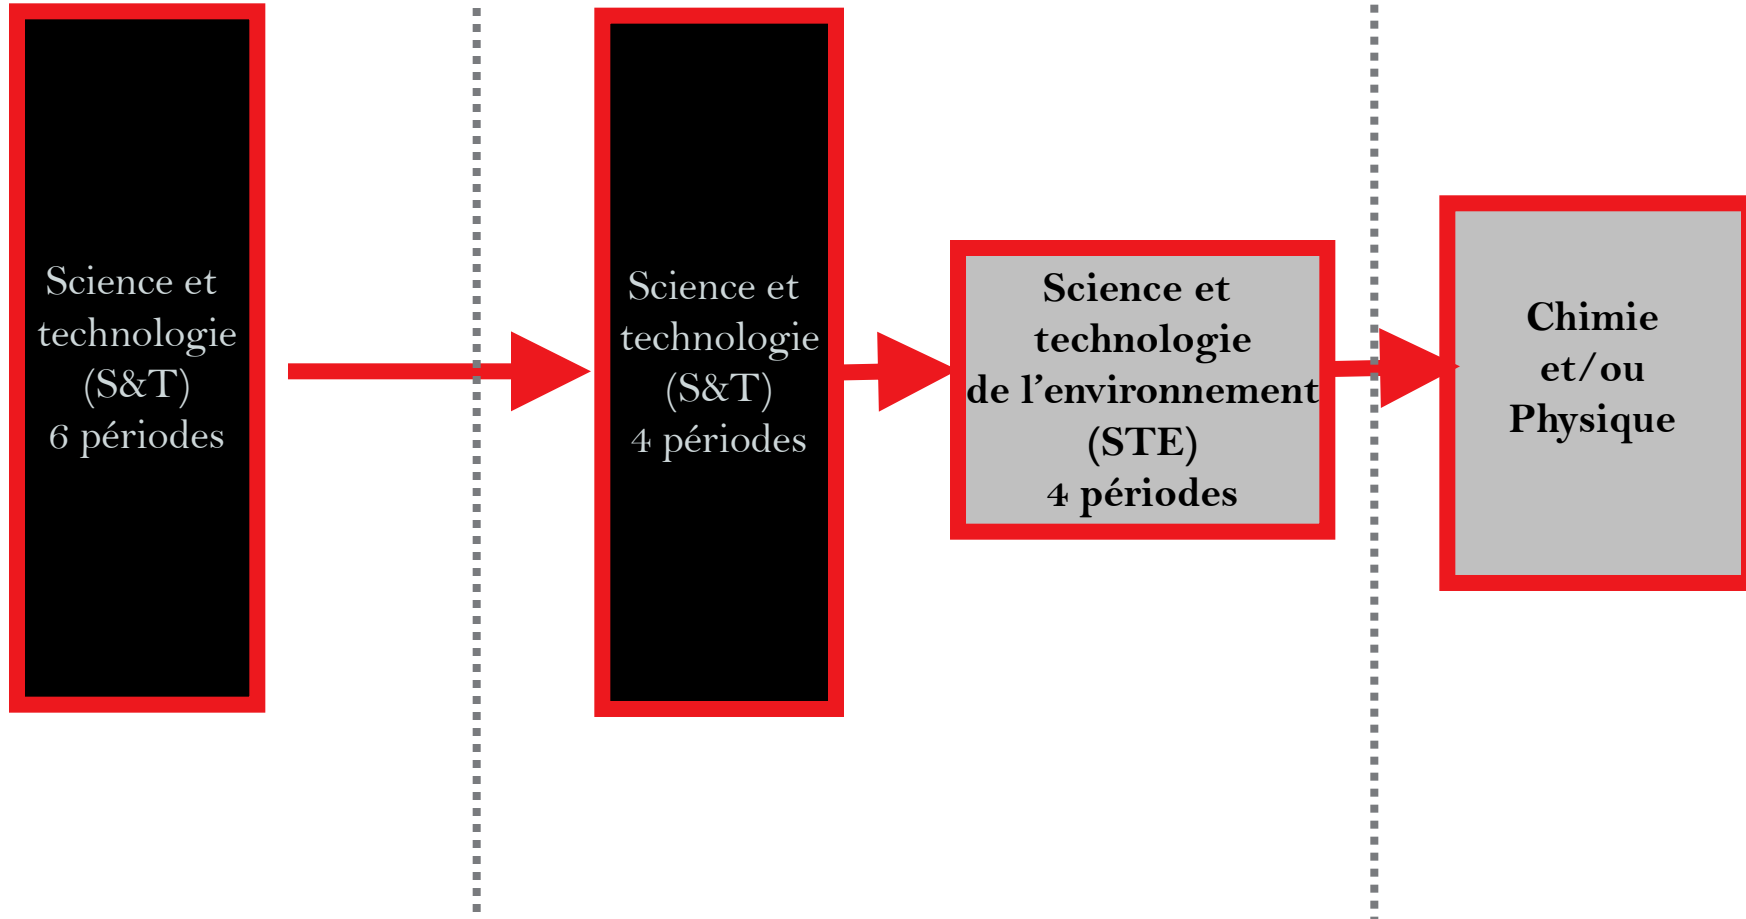 Science et
technologie
(S&T)
6 périodes
Science et
technologie
(S&T)
4 périodes
Science et
technologie
de l’environnement
(STE)
4 périodes
Chimie
et/ou
Physique